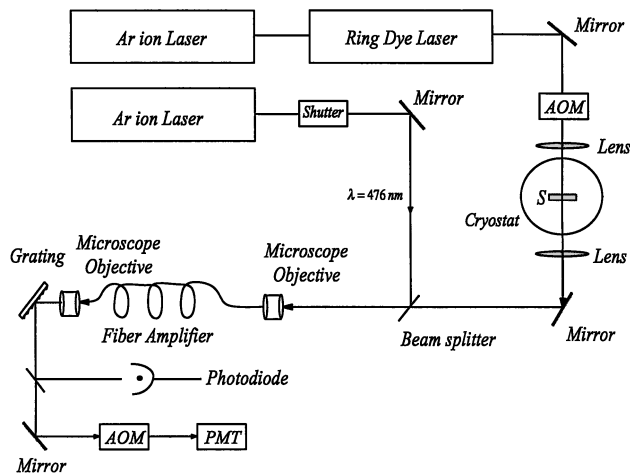 Ar ion Laser
Ring Dye Laser
Mirror
Ar ion Laser
Shutter
Mirror
AOM
Lens
S
Cryostat
λ = 476 nm
Lens
Grating
Microscope
Objective
Microscope
Objective
Fiber Amplifier
Beam splitter
Mirror
Photodiode
Mirror
AOM
PMT